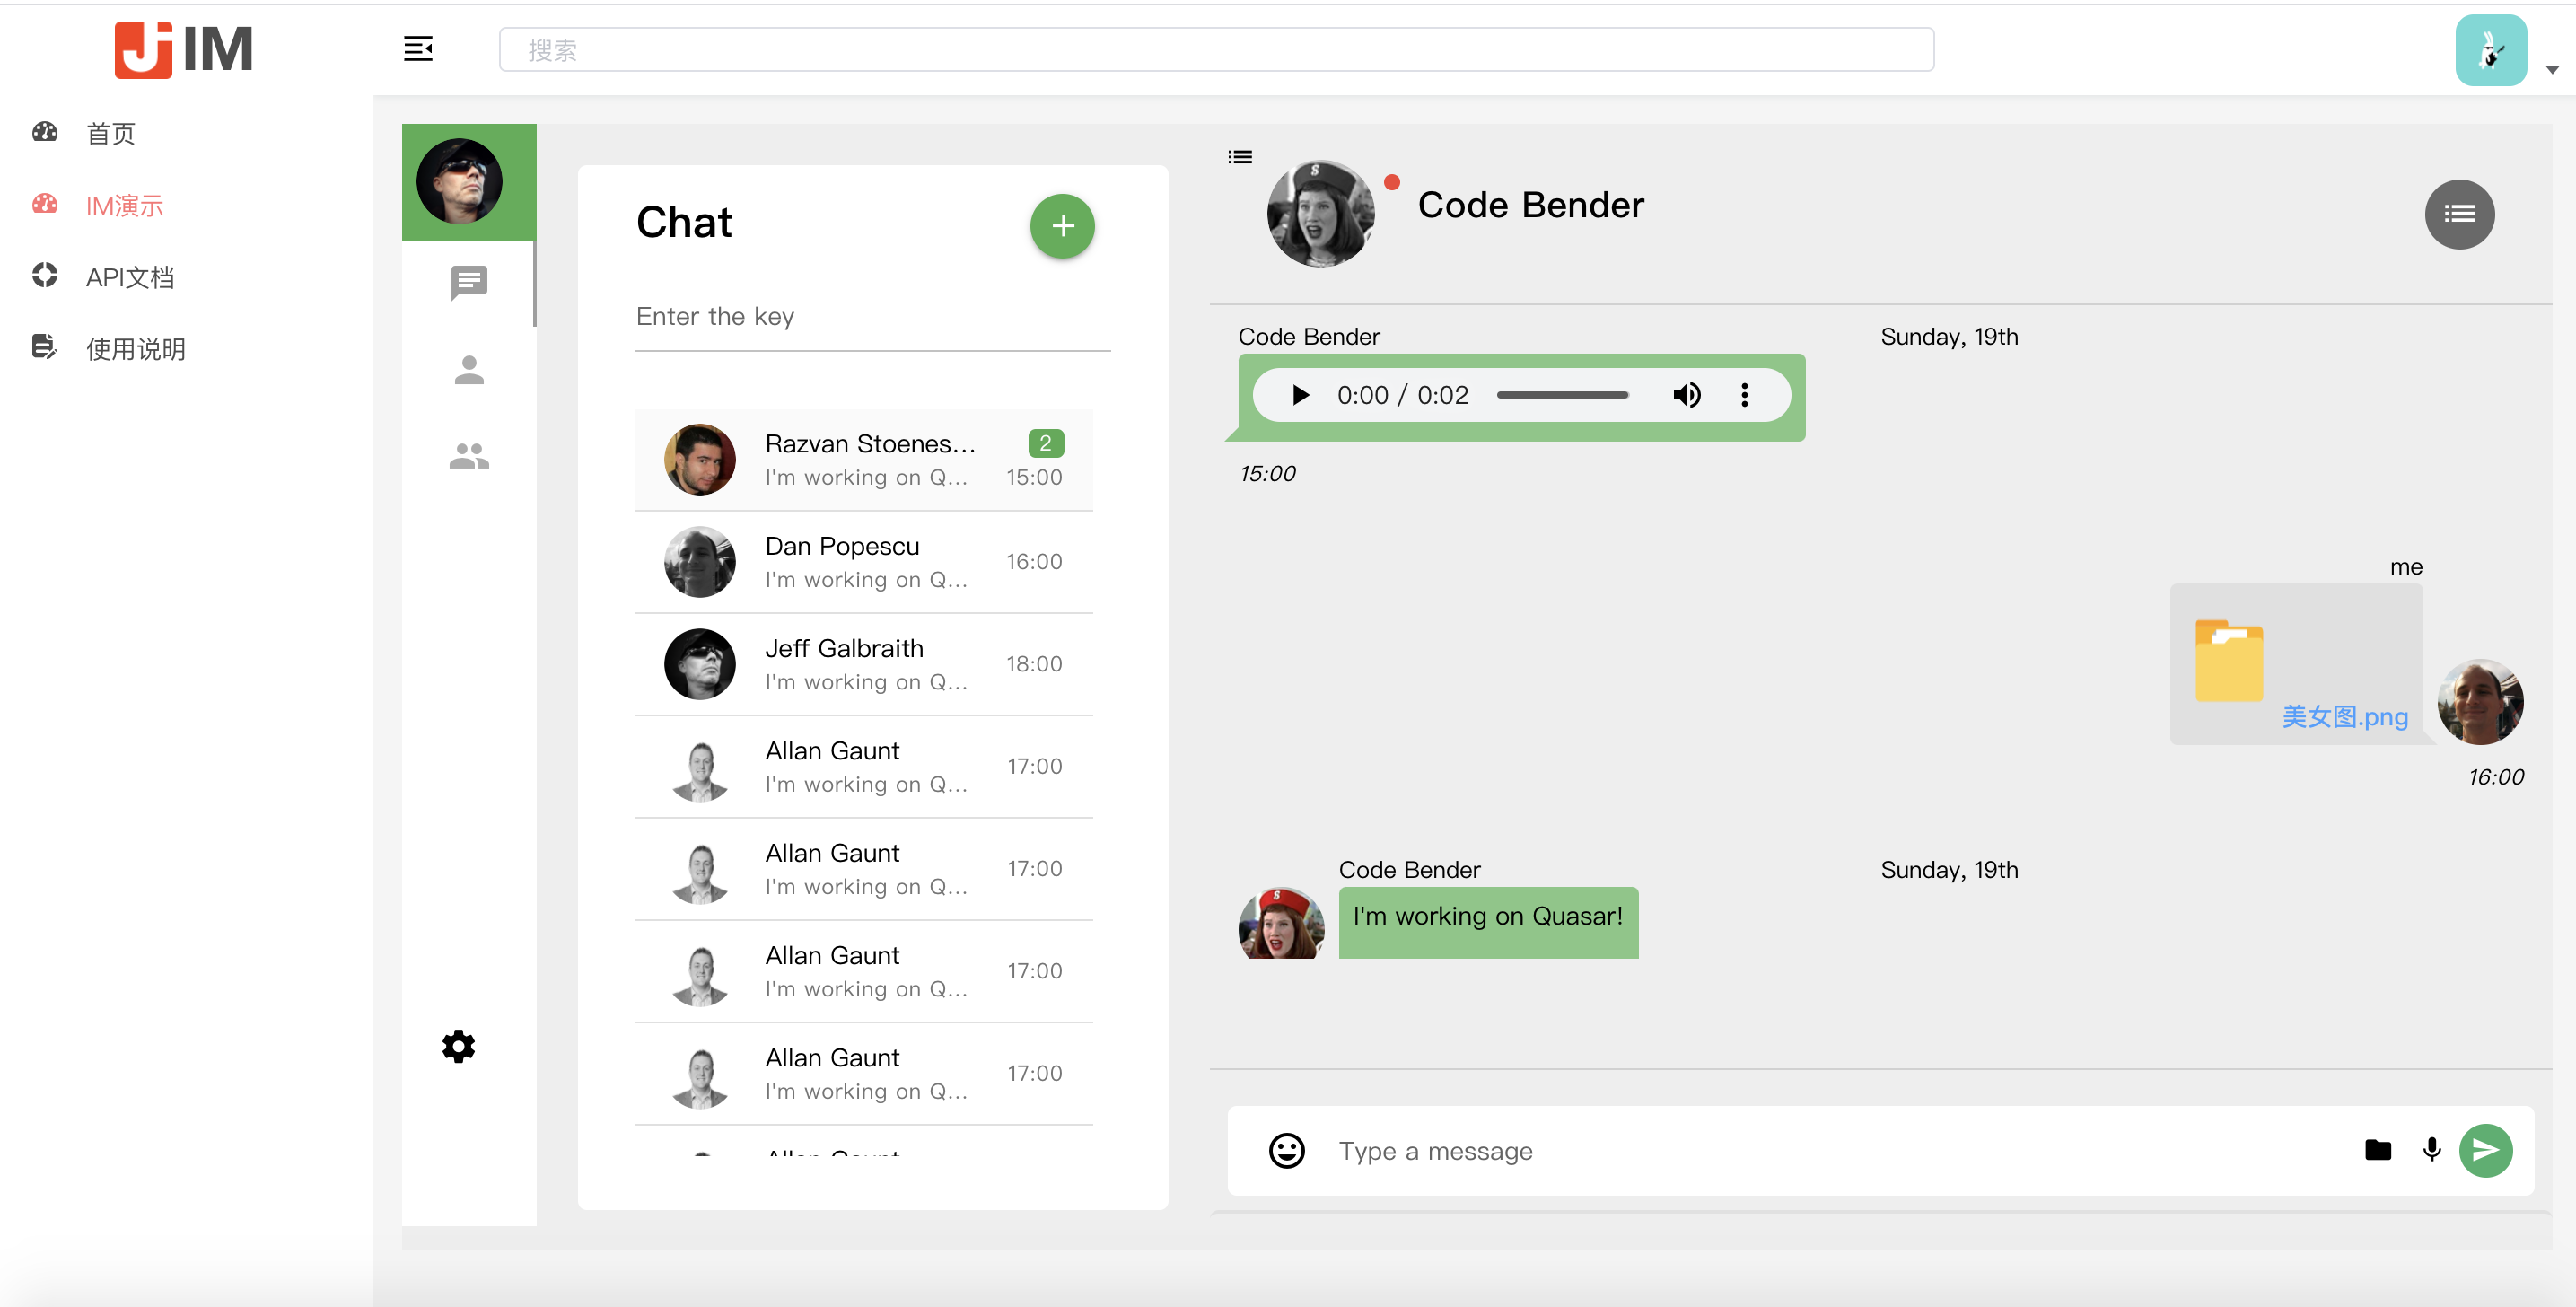 Ji IM
搜索
首页
IM演示
API文档
使用说明
Chat
Enter the key
Razvan Stoenes...
2
I'm working on Q...
15:00
Dan Popescu
I'm working on Q...
16:00
Jeff Galbraith
I'm working on Q...
18:00
Allan Gaunt
I'm working on Q...
17:00
Allan Gaunt
I'm working on Q...
17:00
Allan Gaunt
I'm working on Q...
17:00
Allan Gaunt
I'm working on Q...
17:00
Allan Gaunt
Code Bender
Code Bender
Sunday, 19th
0:00 / 0:02
15:00
me
美女图.png
16:00
Code Bender
Sunday, 19th
I'm working on Quasar!
Type a message